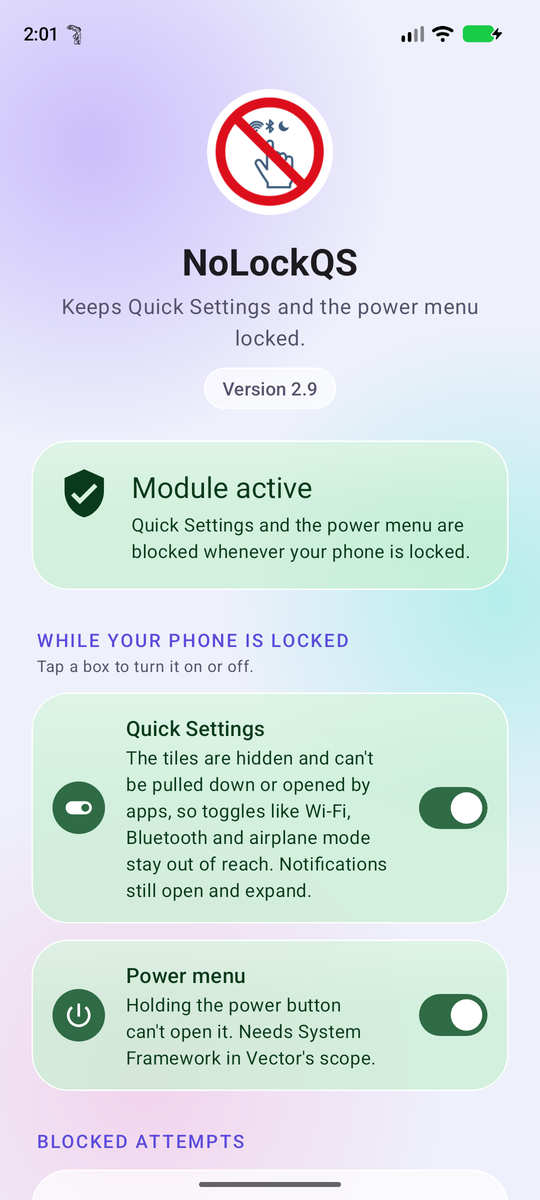 2:01
NoLockQS
Keeps Quick Settings and the power menu
locked.
Version 2.9
Module active
Quick Settings and the power menu are
blocked whenever your phone is locked.
WHILE YOUR PHONE IS LOCKED
Tap a box to turn it on or off.
Quick Settings
The tiles are hidden and can't
be pulled down or opened by
apps, so toggles like Wi-Fi,
Bluetooth and airplane mode
stay out of reach. Notifications
still open and expand.
Power menu
Holding the power button
can't open it. Needs System
Framework in Vector's scope.
BLOCKED ATTEMPTS